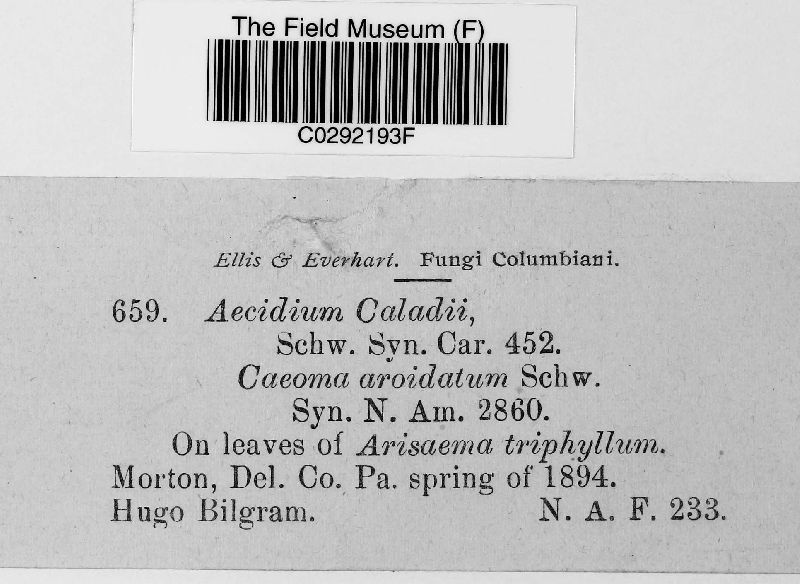 The Field Museum (F)
C0292193F
Ellis & Everhart. Fungi Columbiani.
659. Aecidium Caladii,
Schw. Syn. Car. 452.
Caeoma aroidatum Schw.
Syn. N. Am. 2860.
On leaves of Arisaema triphyllum.
Morton, Del. Co. Pa. spring of 1894.
Hugo Bilgram. N. A. F. 233.